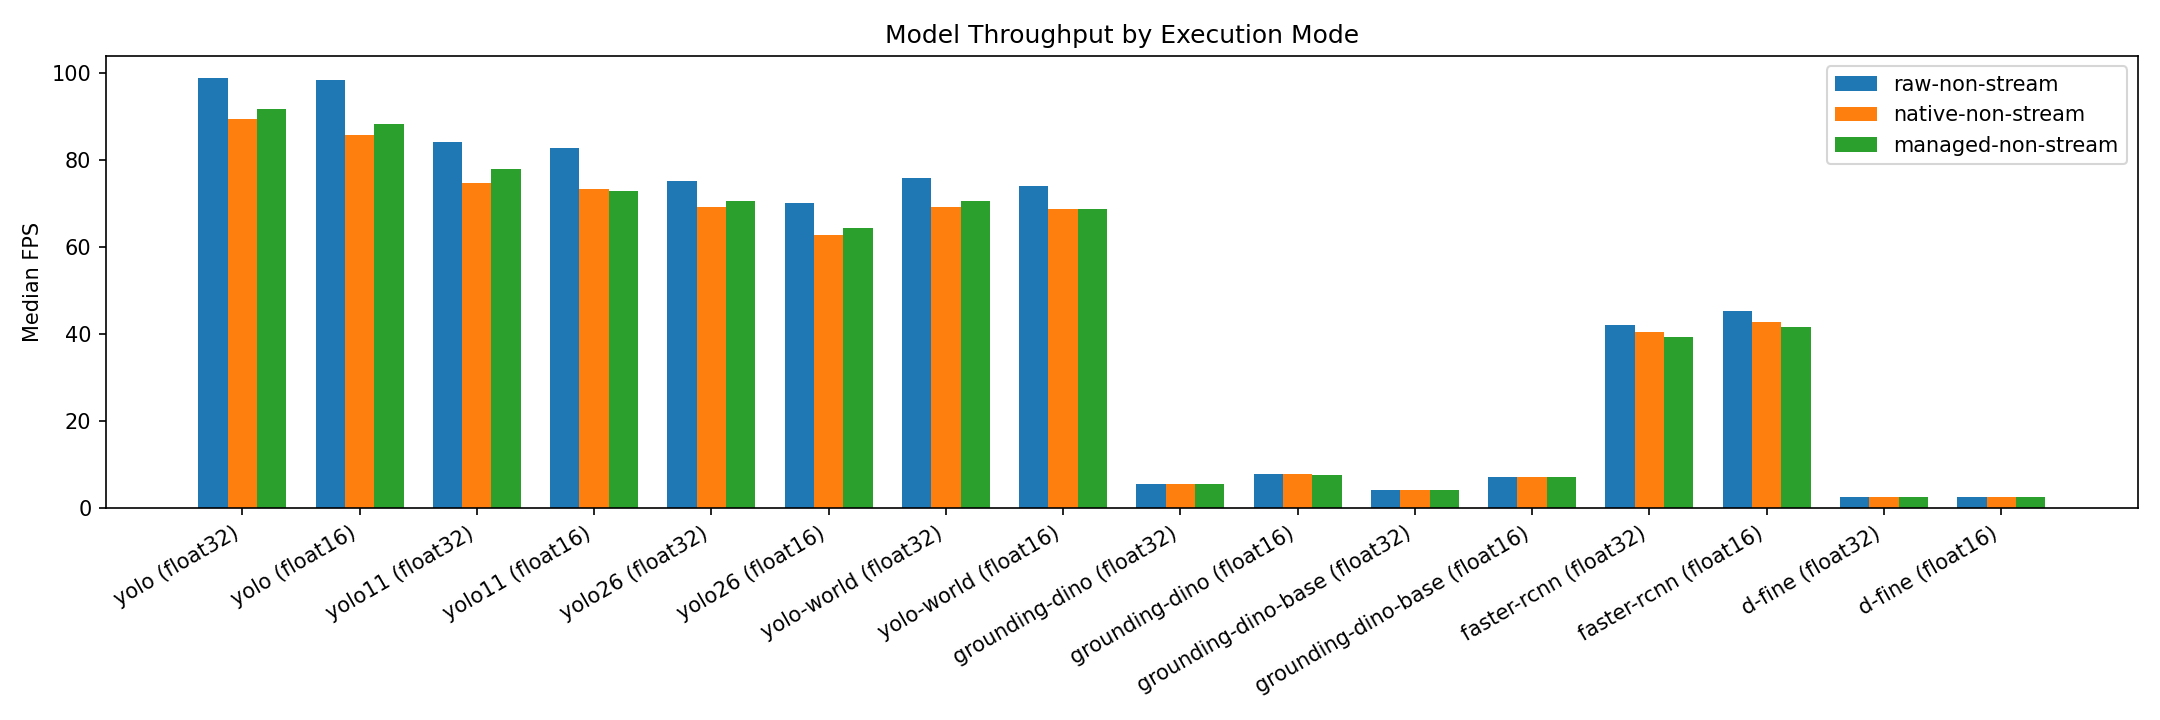 Model Throughput by Execution Mode
raw-non-stream
native-non-stream
managed-non-stream
Median FPS
100
80
60
40
20
0
yolo (float32)
yolo (float16)
yolo11 (float32)
yolo11 (float16)
yolo26 (float32)
yolo26 (float16)
yolo-world (float32)
yolo-world (float16)
grounding-dino (float32)
grounding-dino (float16)
grounding-dino-base (float32)
grounding-dino-base (float16)
faster-rcnn (float32)
faster-rcnn (float16)
d-fine (float32)
d-fine (float16)